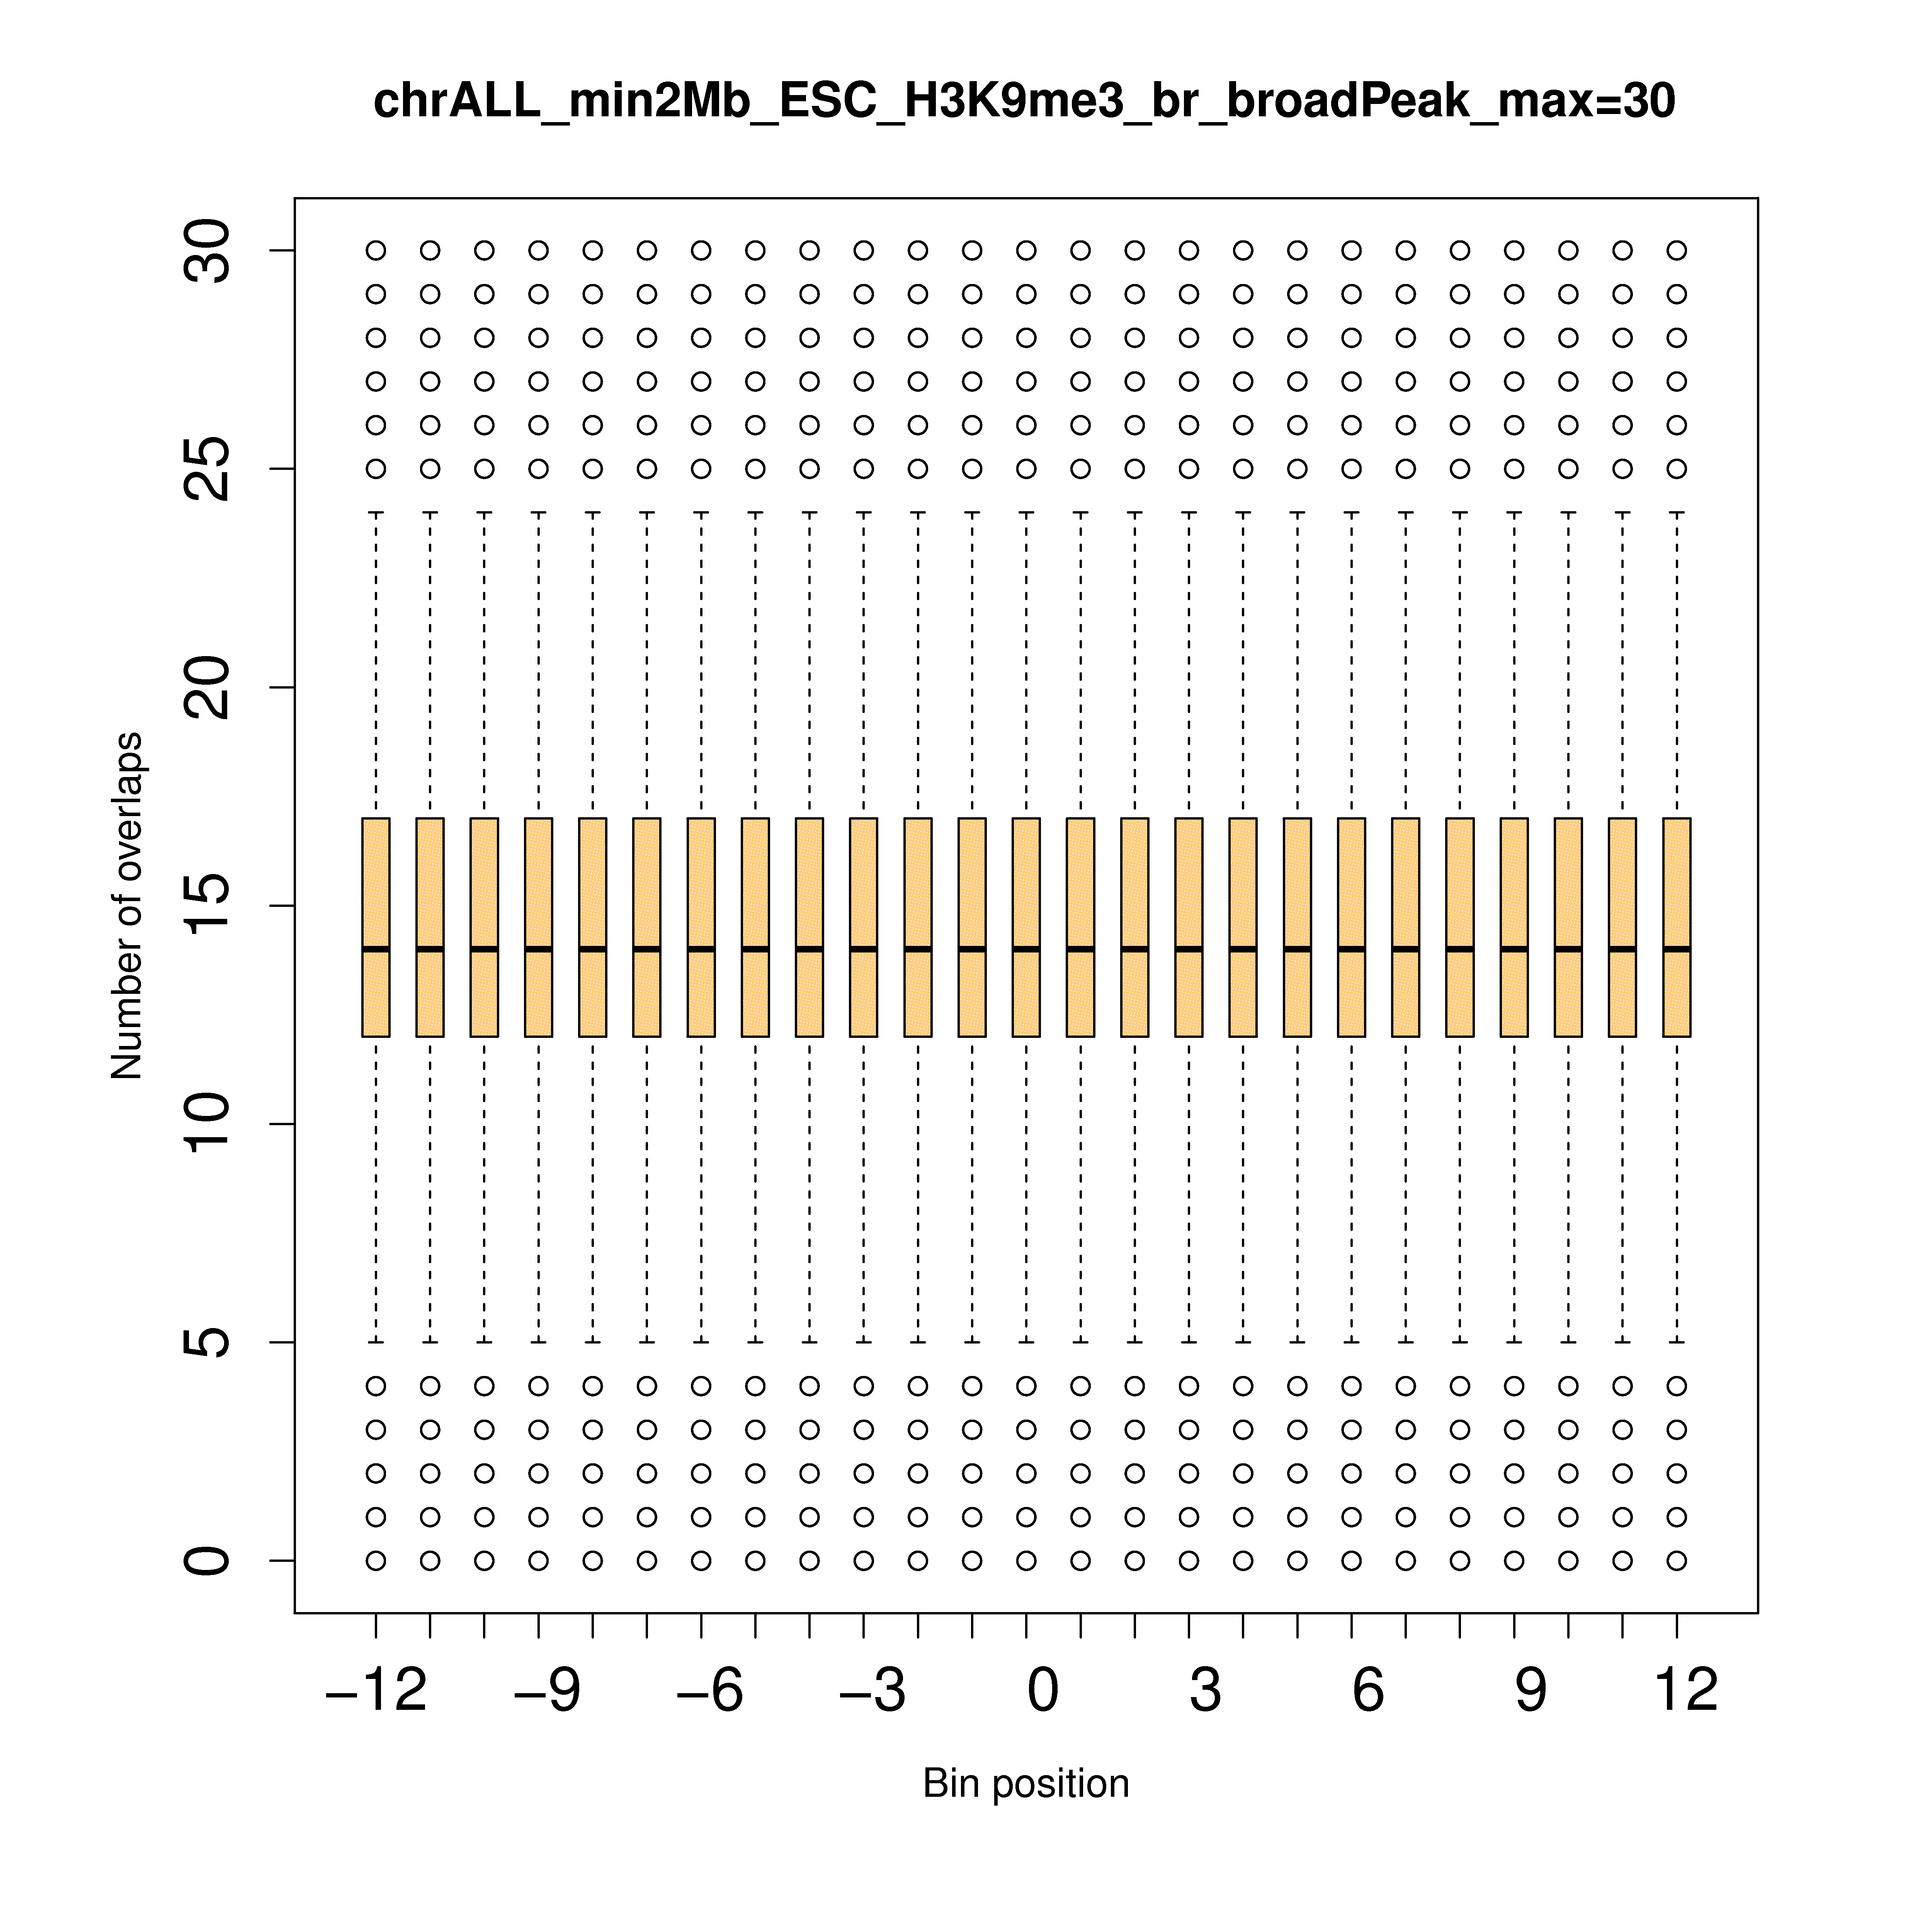 chrALL_min2Mb_ESC_H3K9me3_br_broadPeak_max=30
30
25
20
15
10
5
0
Number of overlaps
−12 −9 −6 −3 0 3 6 9 12
Bin position